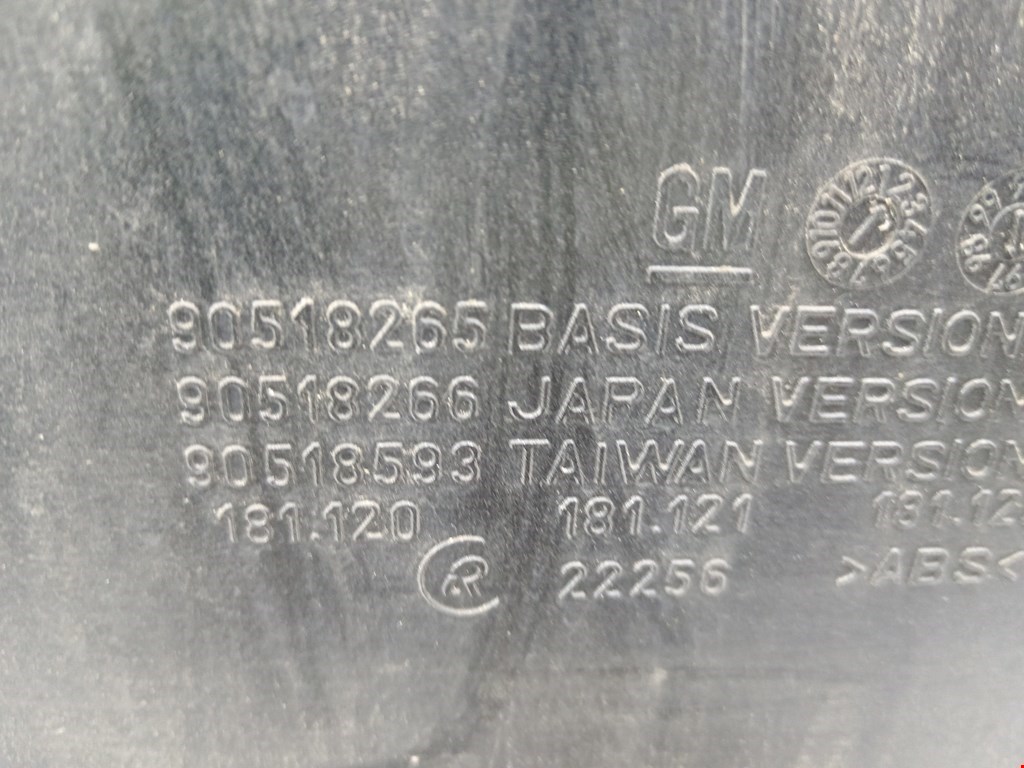 GM
90518265 BASIS VERSION
90518266 JAPAN VERSION
90518593 TAIWAN VERSION
181.120 181.121
22256 >ABS<